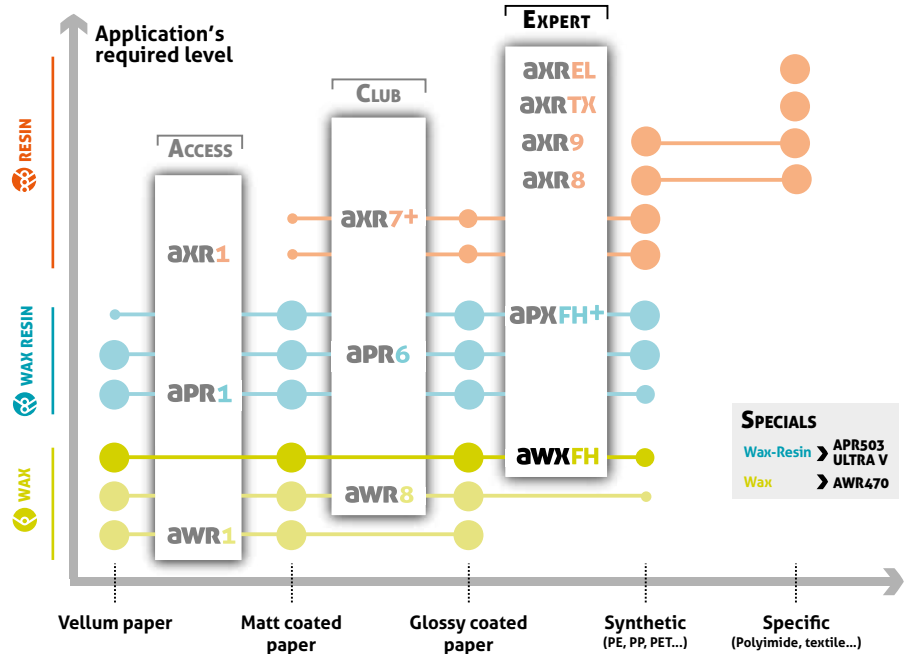 Application's
required level
EXPERT
CLUB
ACCESS
RESIN
WAX RESIN
WAX
aXREL
aXRTX
aXR9
aXR8
aXR7+
aXR1
aPXFH+
aPR6
aPR1
aWXFH
aWR8
aWR1
SPECIALS
Wax-Resin APR503
ULTRA V
Wax AWR470
Vellum paper
Matt coated
paper
Glossy coated
paper
Synthetic
(PE, PP, PET...)
Specific
(Polyimide, textile...)